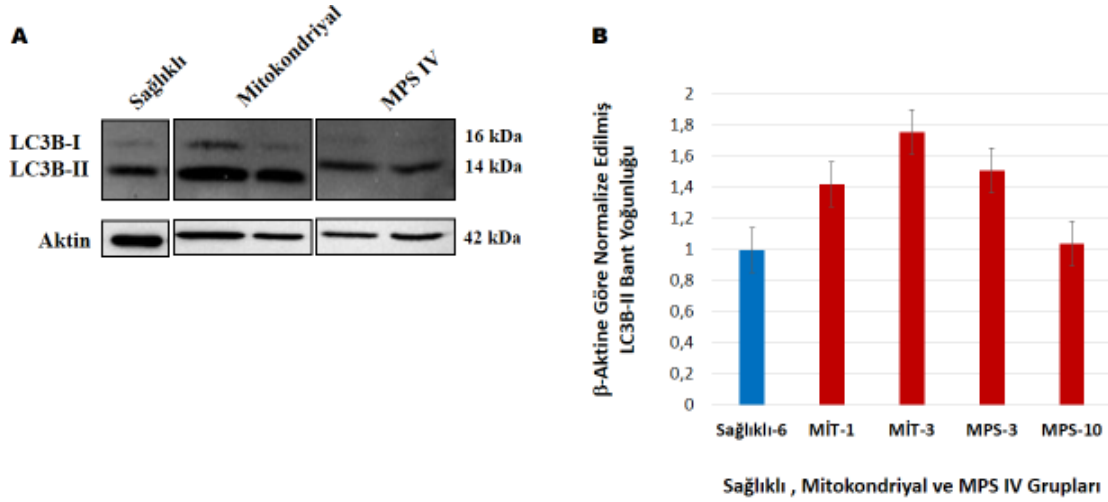 A
Sağlıklı
Mitokondriyal
MPS IV
LC3B-I
16 kDa
LC3B-II
14 kDa
Aktin
42 kDa
B
β-Aktine Göre Normalize Edilmiş
LC3B-II Bant Yoğunluğu
2
1,8
1,6
1,4
1,2
1
0,8
0,6
0,4
0,2
0
Sağlıklı-6 MİT-1 MİT-3 MPS-3 MPS-10
Sağlıklı , Mitokondriyal ve MPS IV Grupları